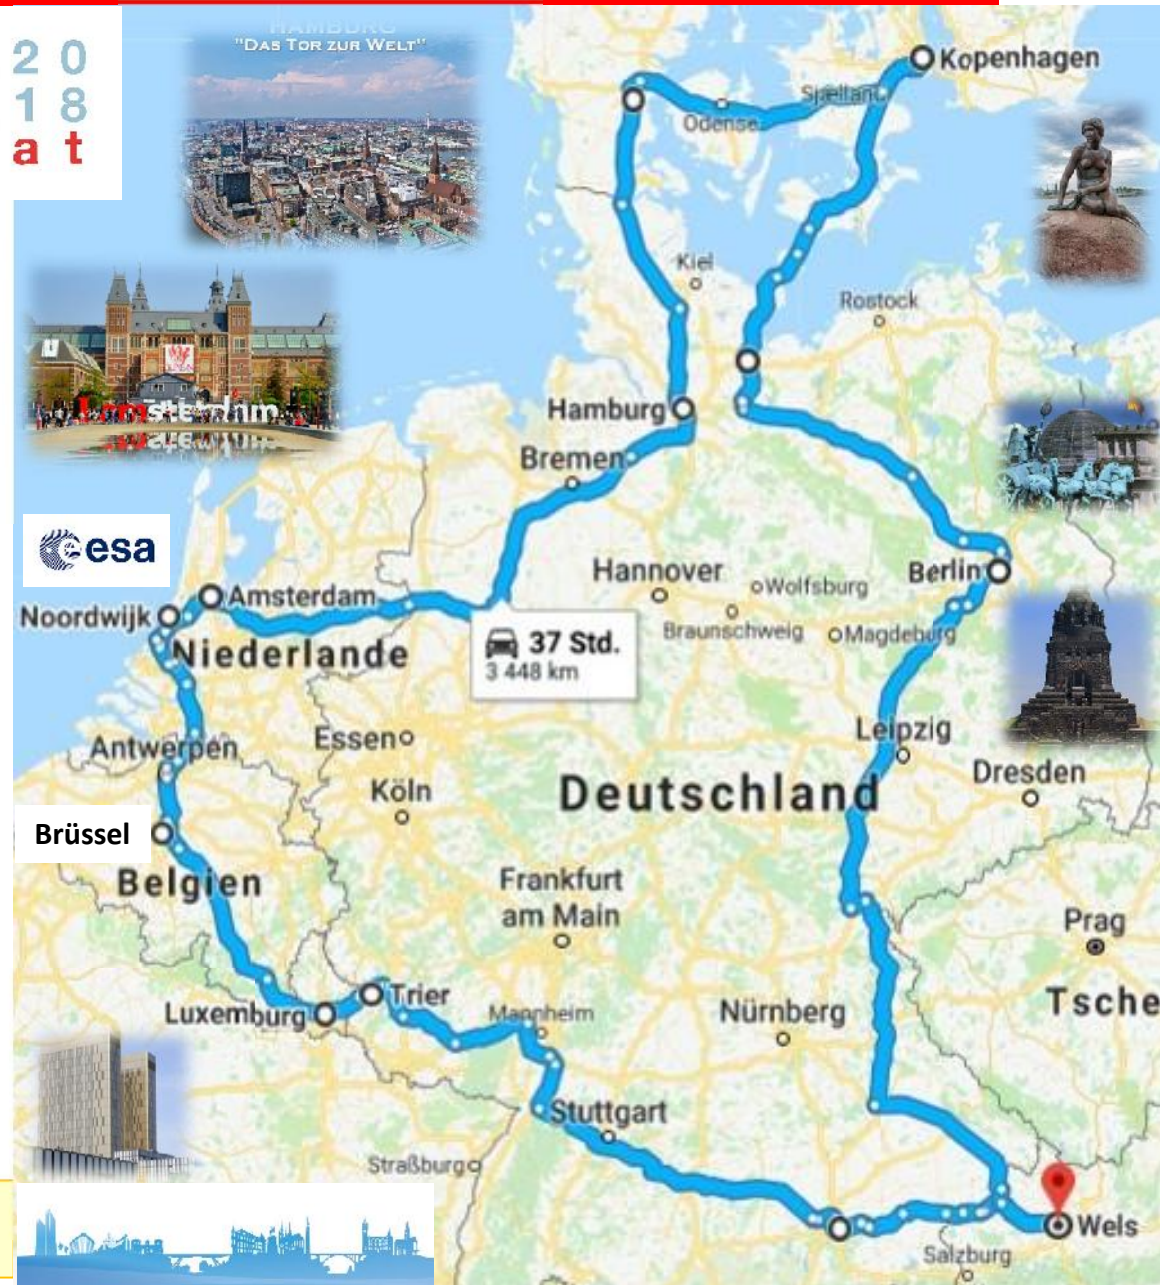 HAMBURG
"DAS TOR ZUR WELT"
2 0
1 8
a t
Kopenhagen
Sjælland
Odense
Kiel
Rostock
Hamburg
Bremen
esa
Hannover
Wolfsburg
Berlin
Amsterdam
Noordwijk
Braunschweig
Magdeburg
37 Std.
3 448 km
Niederlande
Essen
Leipzig
Antwerpen
Köln
Deutschland
Dresden
Brüssel
Belgien
Frankfurt
am Main
Prag
Trier
Luxemburg
Mannheim
Nürnberg
Tsche
Stuttgart
Straßburg
Wels
Salzburg